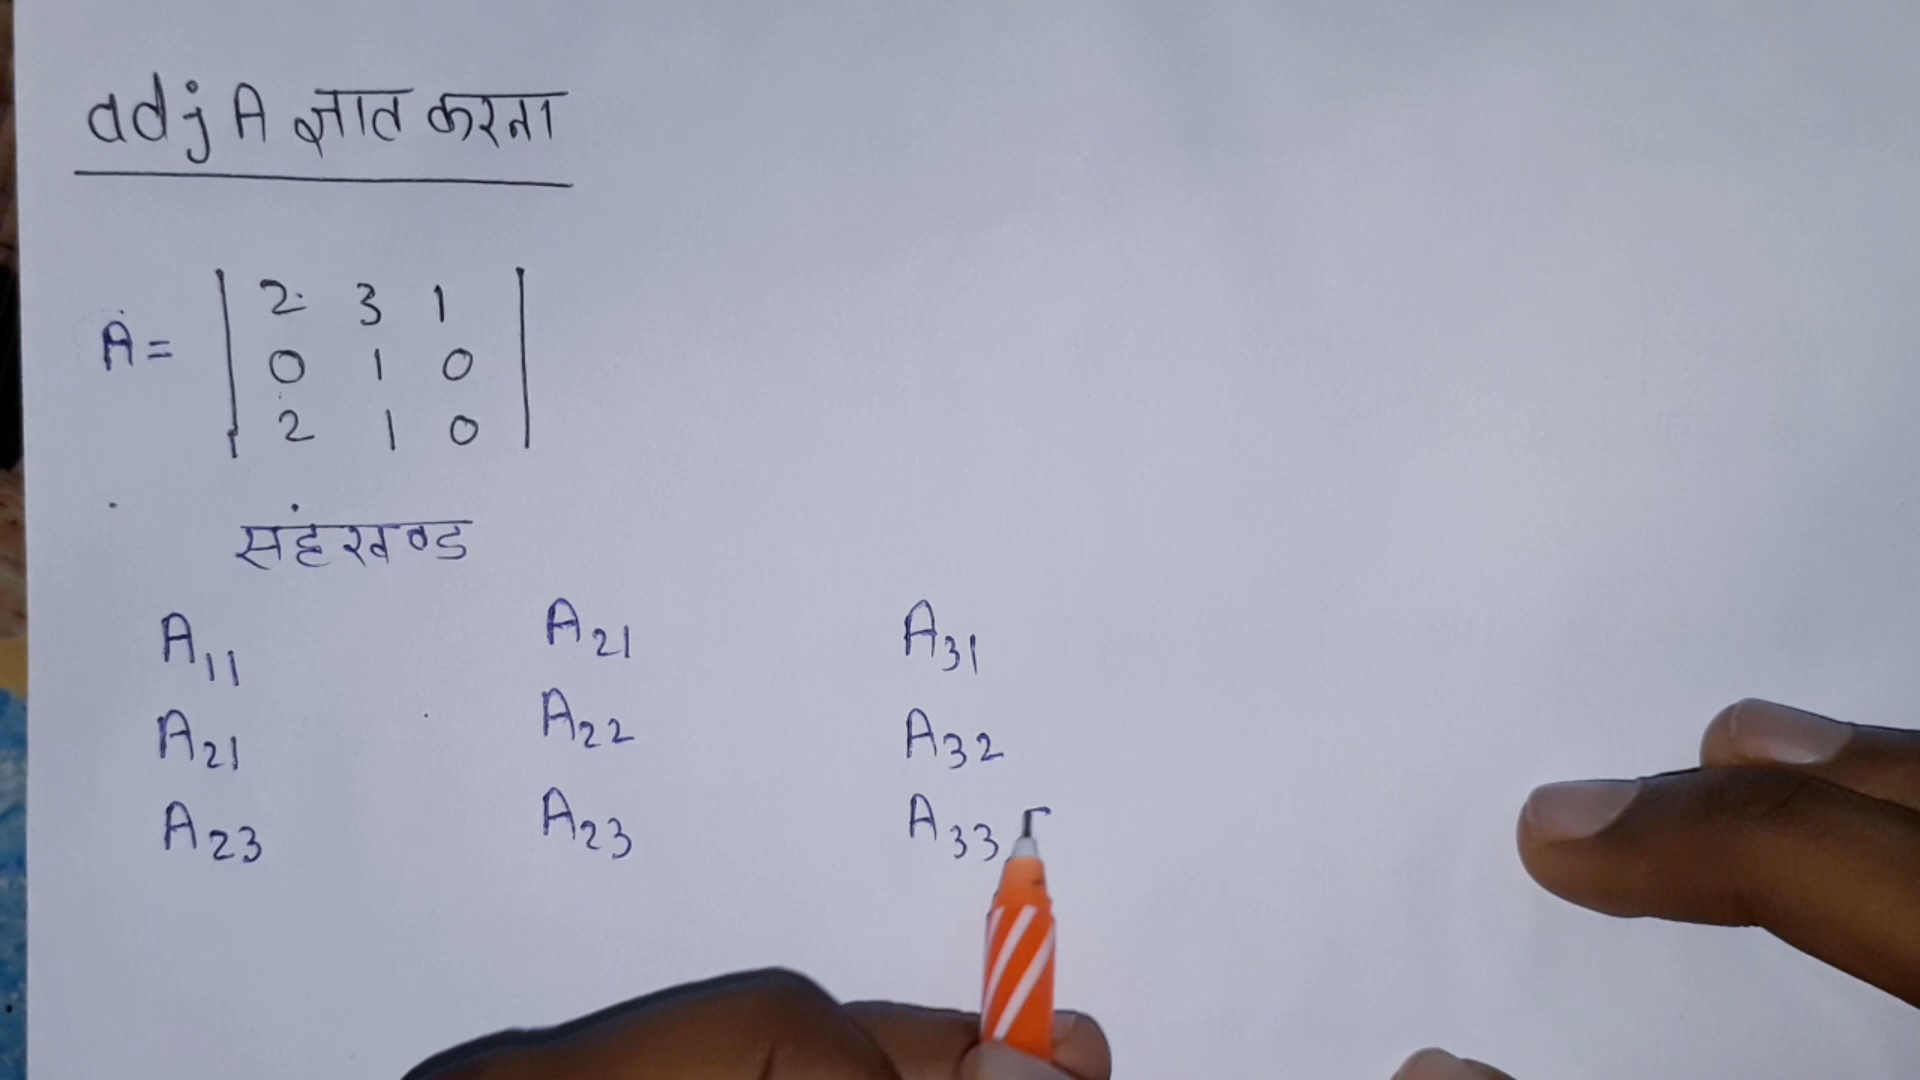 adj A ज्ञात करना
A = | 2 3 1 |
| 0 1 0 |
| 2 1 0 |
संहखण्ड
A11 A21 A31
A21 A22 A32
A23 A23 A33